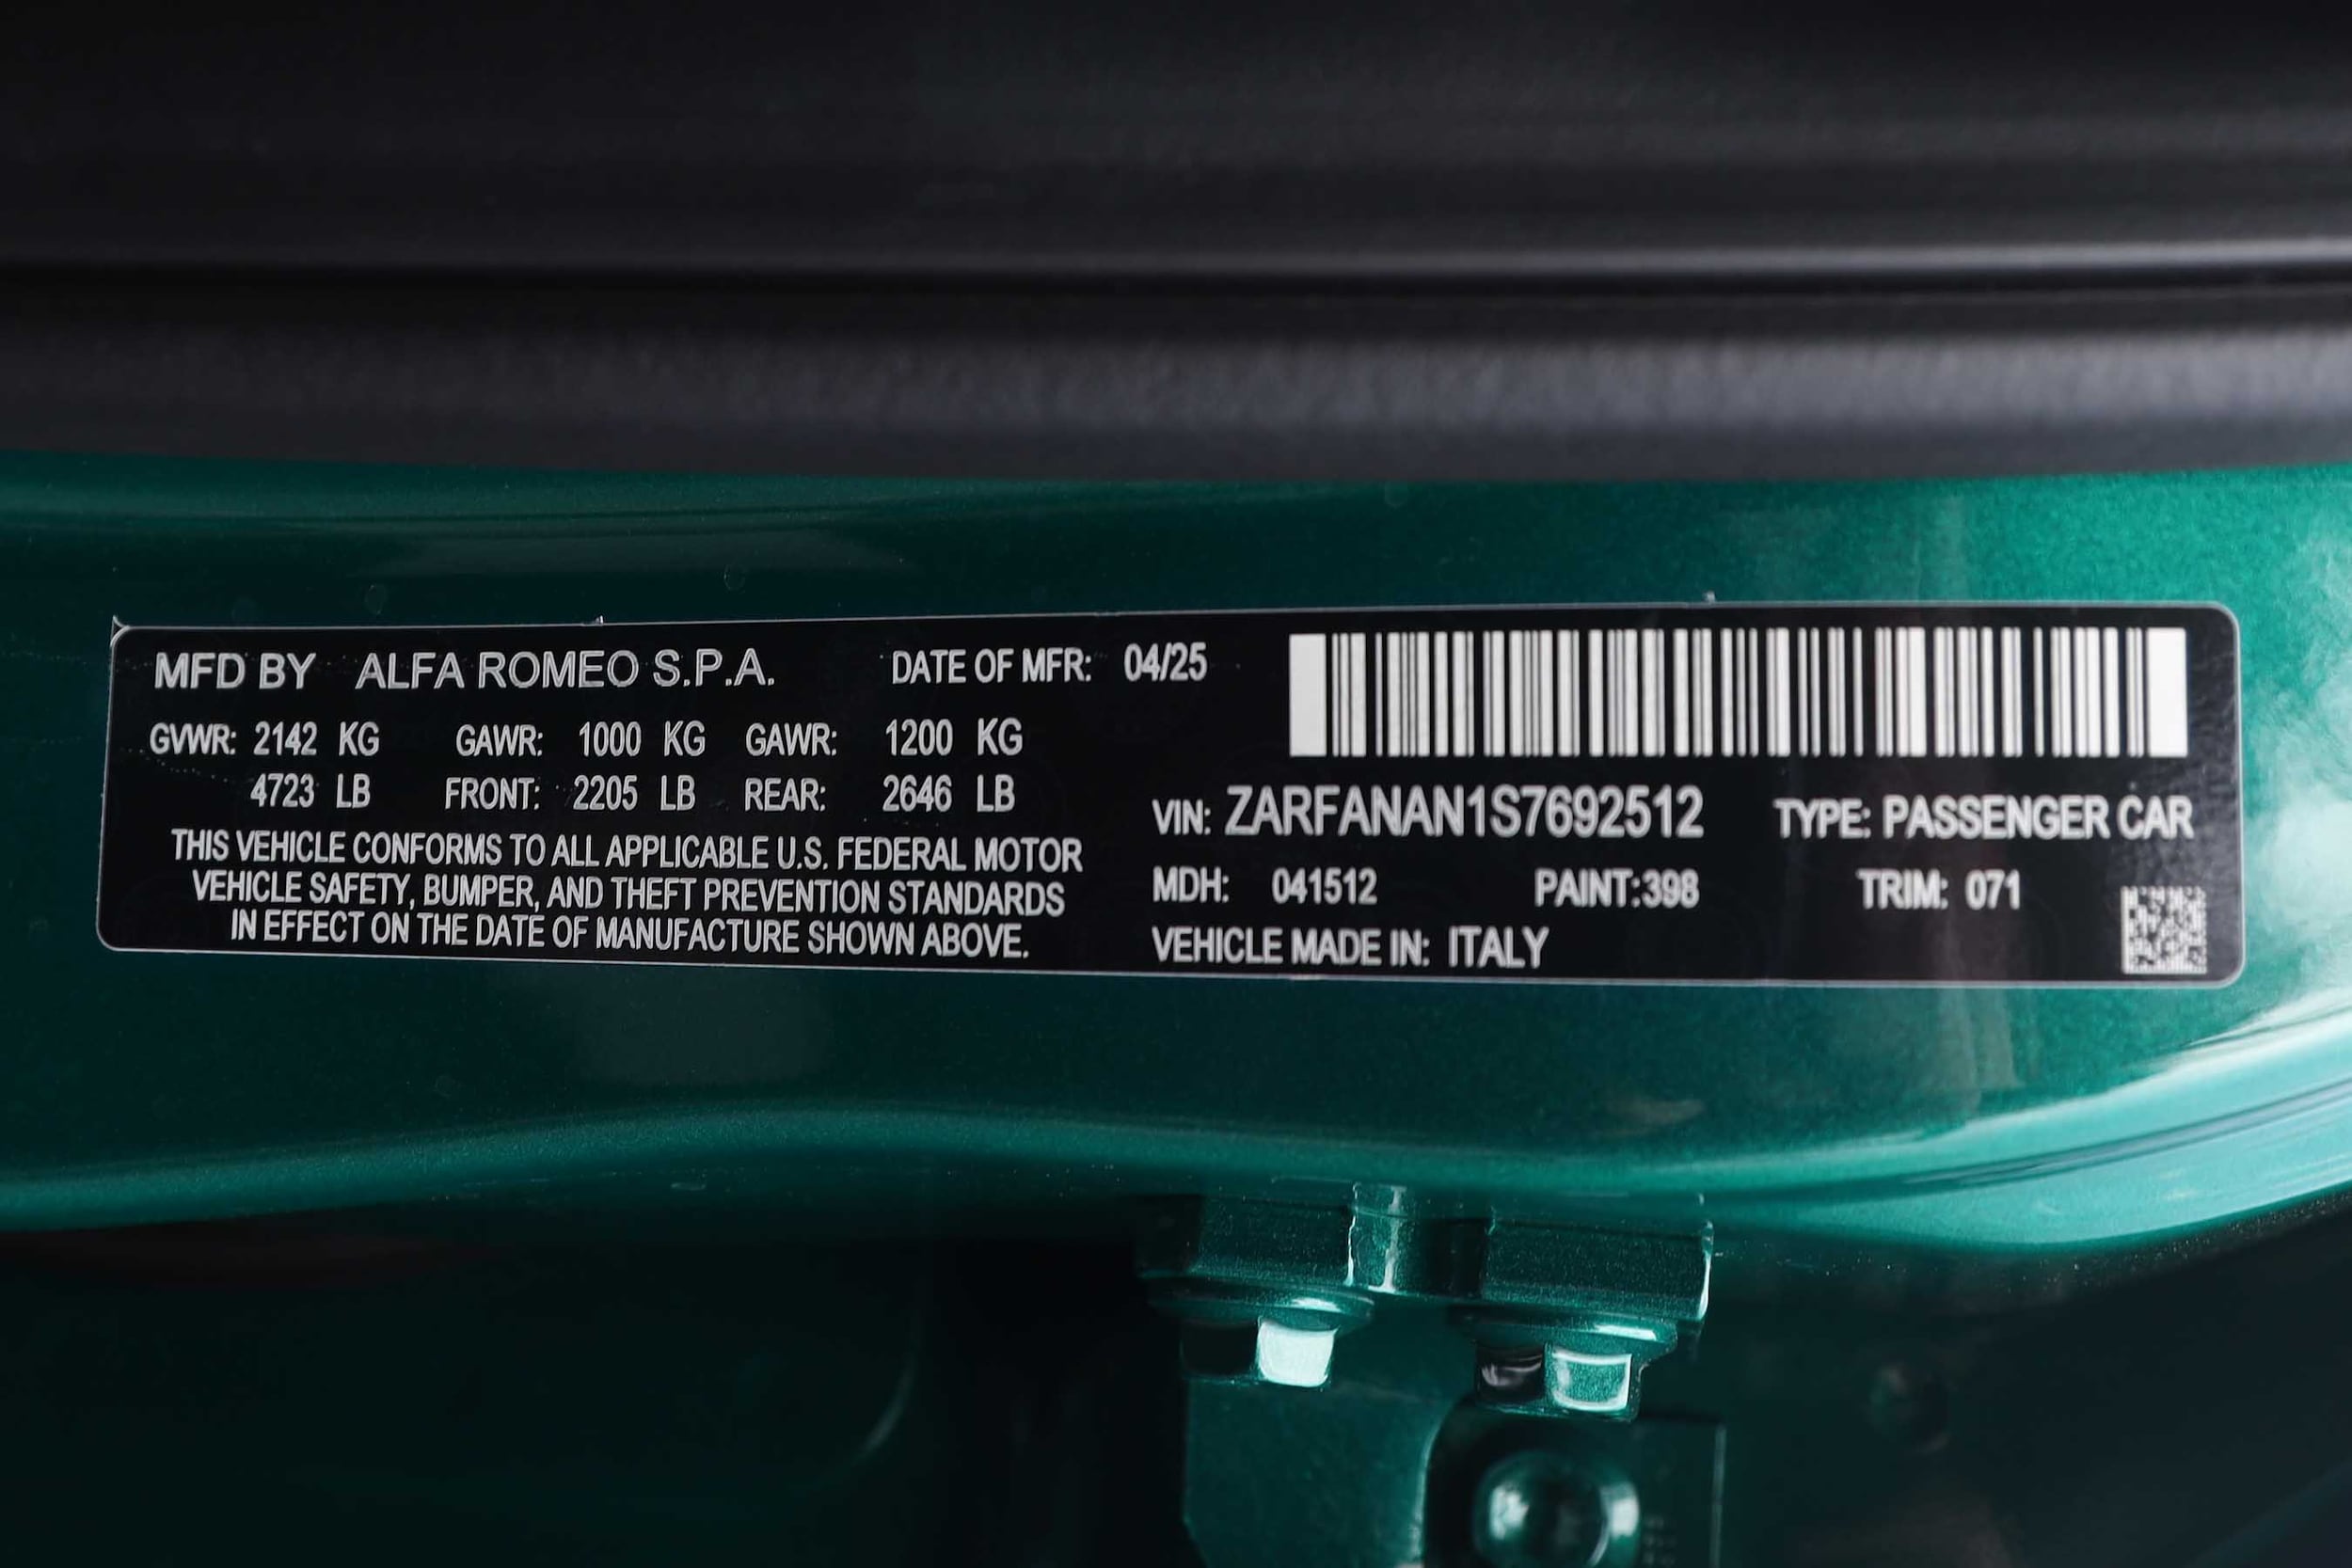 MFD BY ALFA ROMEO S.P.A. DATE OF MFR: 04/25
GVWR: 2142 KG GAWR: 1000 KG GAWR: 1200 KG
4723 LB FRONT: 2205 LB REAR: 2646 LB
THIS VEHICLE CONFORMS TO ALL APPLICABLE U.S. FEDERAL MOTOR
VEHICLE SAFETY, BUMPER, AND THEFT PREVENTION STANDARDS
IN EFFECT ON THE DATE OF MANUFACTURE SHOWN ABOVE.
VIN: ZARFANAN1S7692512 TYPE: PASSENGER CAR
MDH: 041512 PAINT:398 TRIM: 071
VEHICLE MADE IN: ITALY